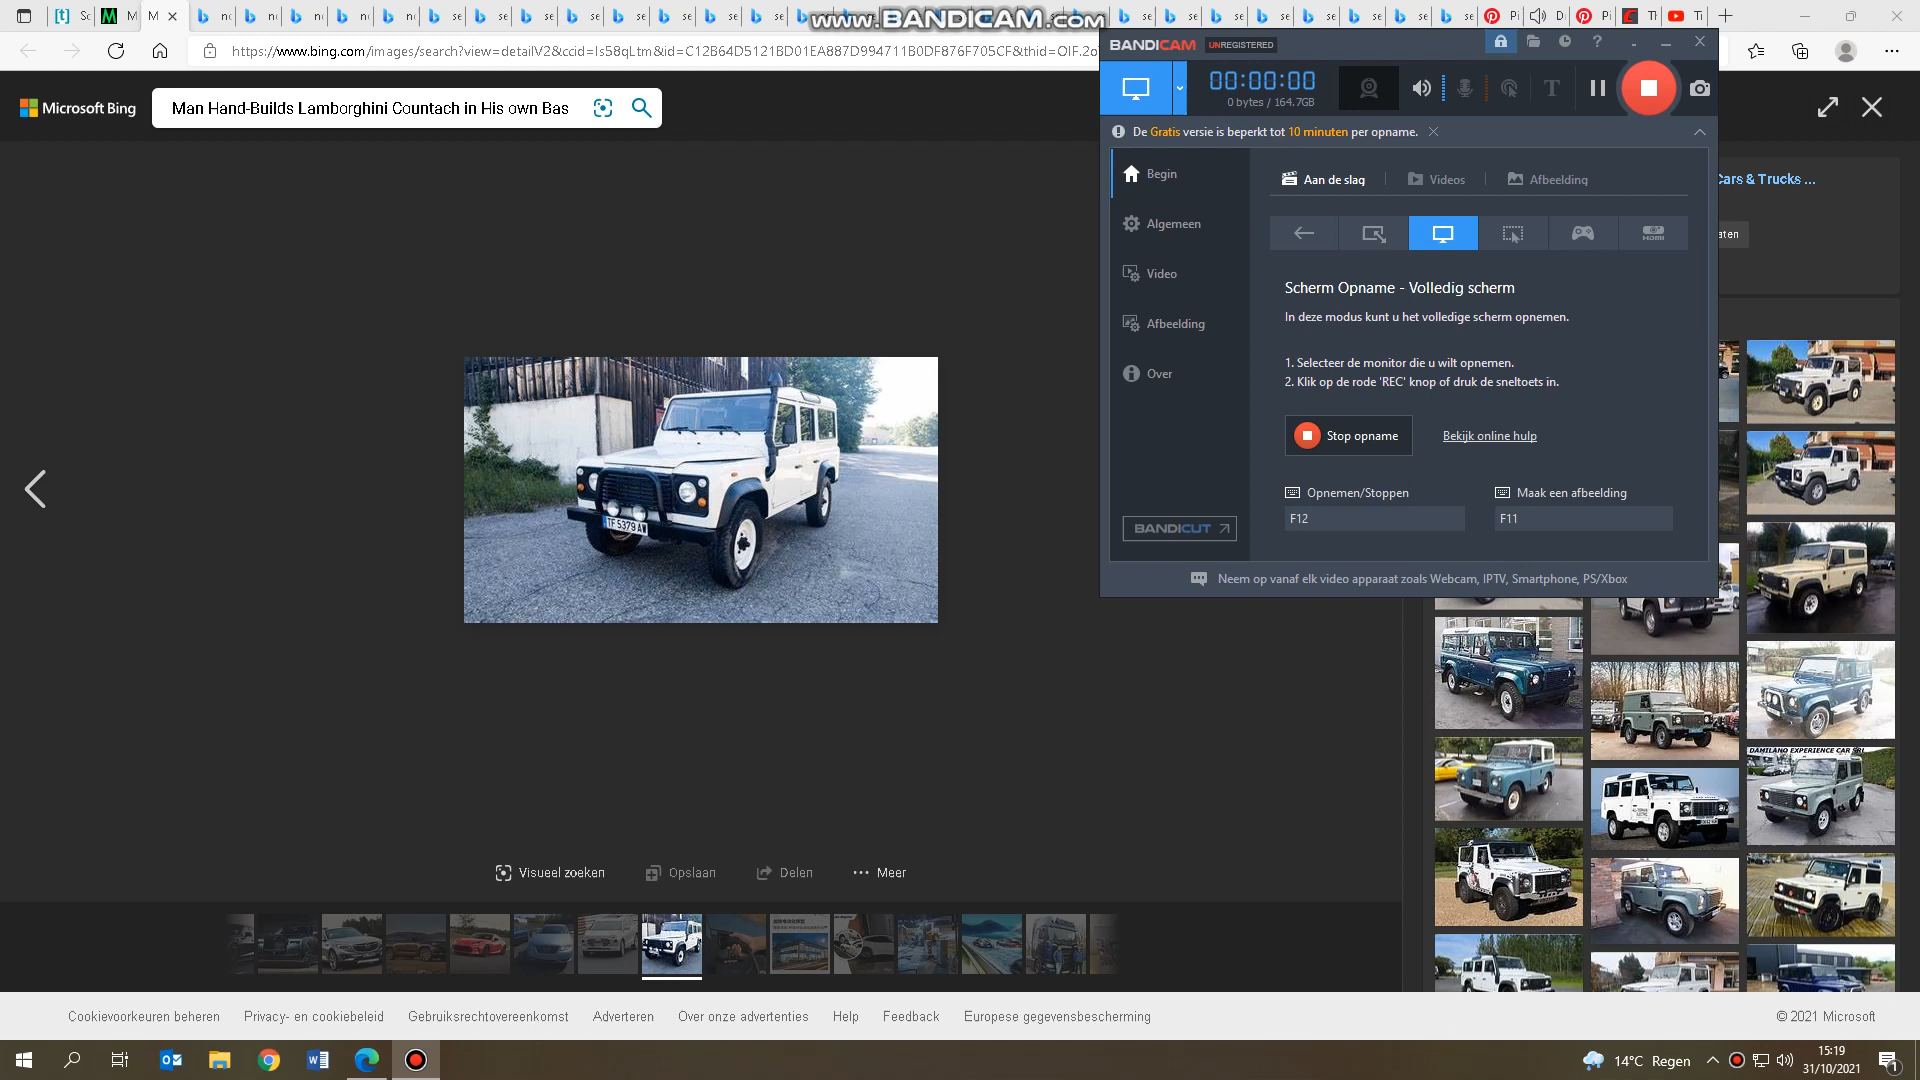 www.BANDICAM.com
https://www.bing.com/images/search?view=detailV2&ccid=Is58qLtm&id=C12B64D5121BD01EA887D994711B0DF876F705CF&thid=OIF.2o
BANDICAM UNREGISTERED
00:00:00
0 bytes / 164.7GB
Microsoft Bing
Man Hand-Builds Lamborghini Countach in His own Bas
De Gratis versie is beperkt tot 10 minuten per opname.
Begin
Algemeen
Video
Afbeelding
Over
BANDICUT
Aan de slag
Videos
Afbeelding
Cars & Trucks ...
Scherm Opname - Volledig scherm
In deze modus kunt u het volledige scherm opnemen.
1. Selecteer de monitor die u wilt opnemen.
2. Klik op de rode 'REC' knop of druk de sneltoets in.
Stop opname
Bekijk online hulp
Opnemen/Stoppen
Maak een afbeelding
F12
F11
Neem op vanaf elk video apparaat zoals Webcam, IPTV, Smartphone, PS/Xbox
TF 5379 AW
DAMILANO EXPERIENCE CAR SRL
Visueel zoeken
Opslaan
Delen
Meer
Cookievoorkeuren beheren
Privacy- en cookiebeleid
Gebruiksrechtovereenkomst
Adverteren
Over onze advertenties
Help
Feedback
Europese gegevensbescherming
© 2021 Microsoft
14°C Regen
15:19
31/10/2021